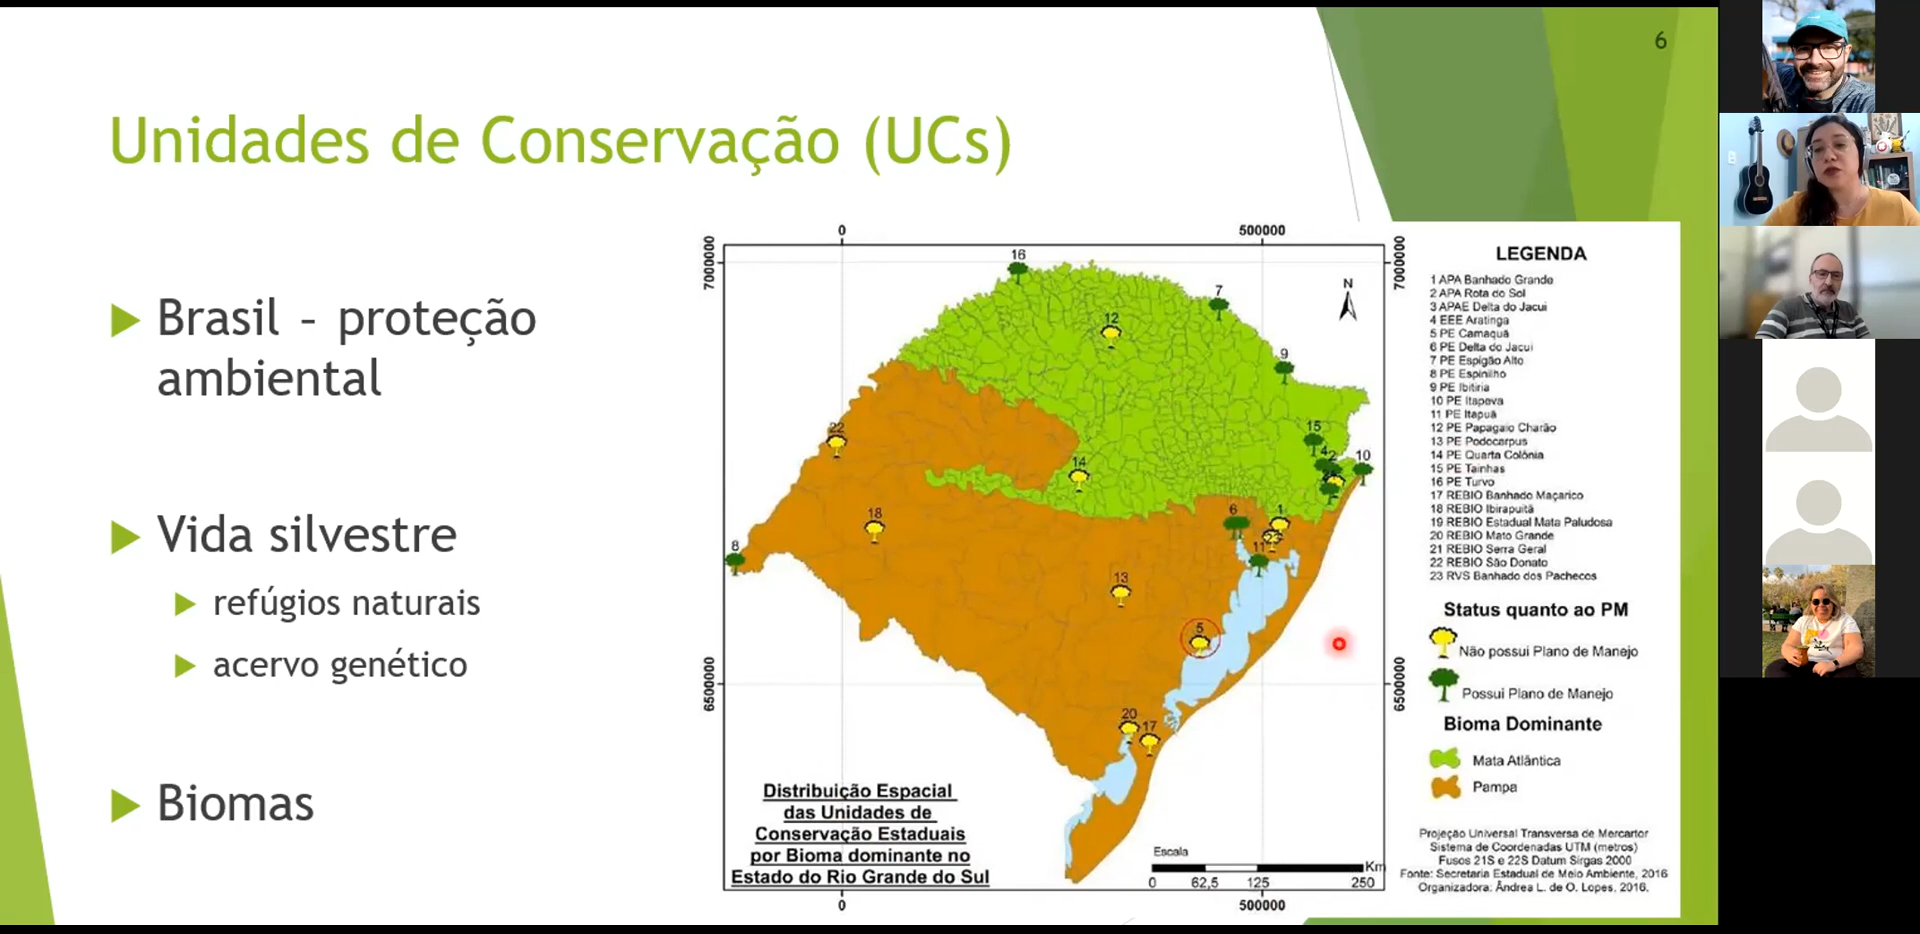 6
Unidades de Conservação (UCs)
Brasil – proteção
ambiental
Vida silvestre
refúgios naturais
acervo genético
Biomas
0
500000
7000000
7000000
6500000
6500000
0
500000
N
16
7
12
9
22
15
14
4
2
10
18
6
1
23
8
11
13
5
20
17
Distribuição Espacial
das Unidades de
Conservação Estaduais
por Bioma dominante no
Estado do Rio Grande do Sul
Escala
Km
0 62,5 125 250
LEGENDA
1 APA Banhado Grande
2 APA Rota do Sol
3 APAE Delta do Jacui
4 EEE Aratinga
5 PE Camaquã
6 PE Delta do Jacui
7 PE Espigão Alto
8 PE Espinilho
9 PE Ibitiria
10 PE Itapeva
11 PE Itapuã
12 PE Papagaio Charão
13 PE Podocarpus
14 PE Quarta Colônia
15 PE Tainhas
16 PE Turvo
17 REBIO Banhado Maçarico
18 REBIO Ibirapuitã
19 REBIO Estadual Mata Paludosa
20 REBIO Mato Grande
21 REBIO Serra Geral
22 REBIO São Donato
23 RVS Banhado dos Pachecos
Status quanto ao PM
Não possui Plano de Manejo
Possui Plano de Manejo
Bioma Dominante
Mata Atlântica
Pampa
Projeção Universal Transversa de Mercartor
Sistema de Coordenadas UTM (metros)
Fusos 21S e 22S Datum Sirgas 2000
Fonte: Secretaria Estadual de Meio Ambiente, 2016
Organizadora: Ândrea L. de O. Lopes, 2016.